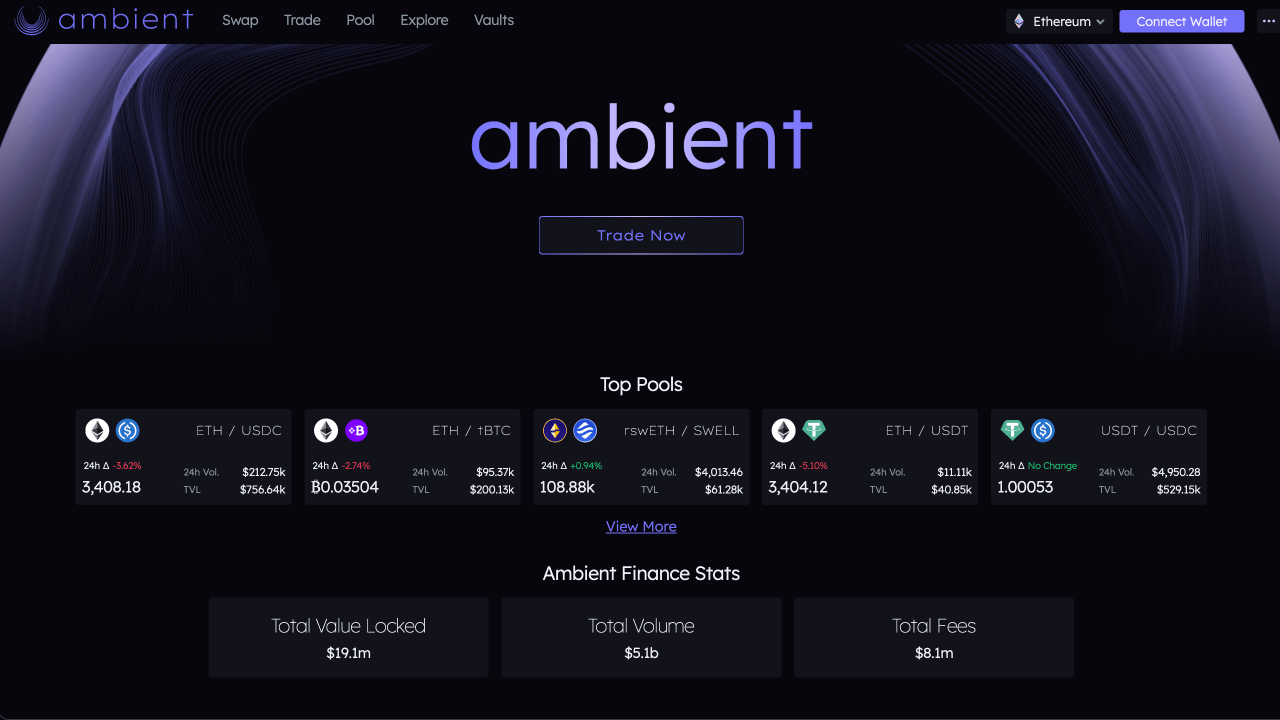 ambient Swap Trade Pool Explore Vaults Ethereum Connect Wallet
ambient
Trade Now
Top Pools
ETH / USDC
24h Δ -3.62% 24h Vol. $212.75k
3,408.18 TVL $756.64k
ETH / tBTC
24h Δ -2.74% 24h Vol. $95.37k
₿0.03504 TVL $200.13k
rswETH / SWELL
24h Δ +0.94% 24h Vol. $4,013.46
108.88k TVL $61.28k
ETH / USDT
24h Δ -5.10% 24h Vol. $11.11k
3,404.12 TVL $40.85k
USDT / USDC
24h Δ No Change 24h Vol. $4,950.28
1.00053 TVL $529.15k
View More
Ambient Finance Stats
Total Value Locked
$19.1m
Total Volume
$5.1b
Total Fees
$8.1m